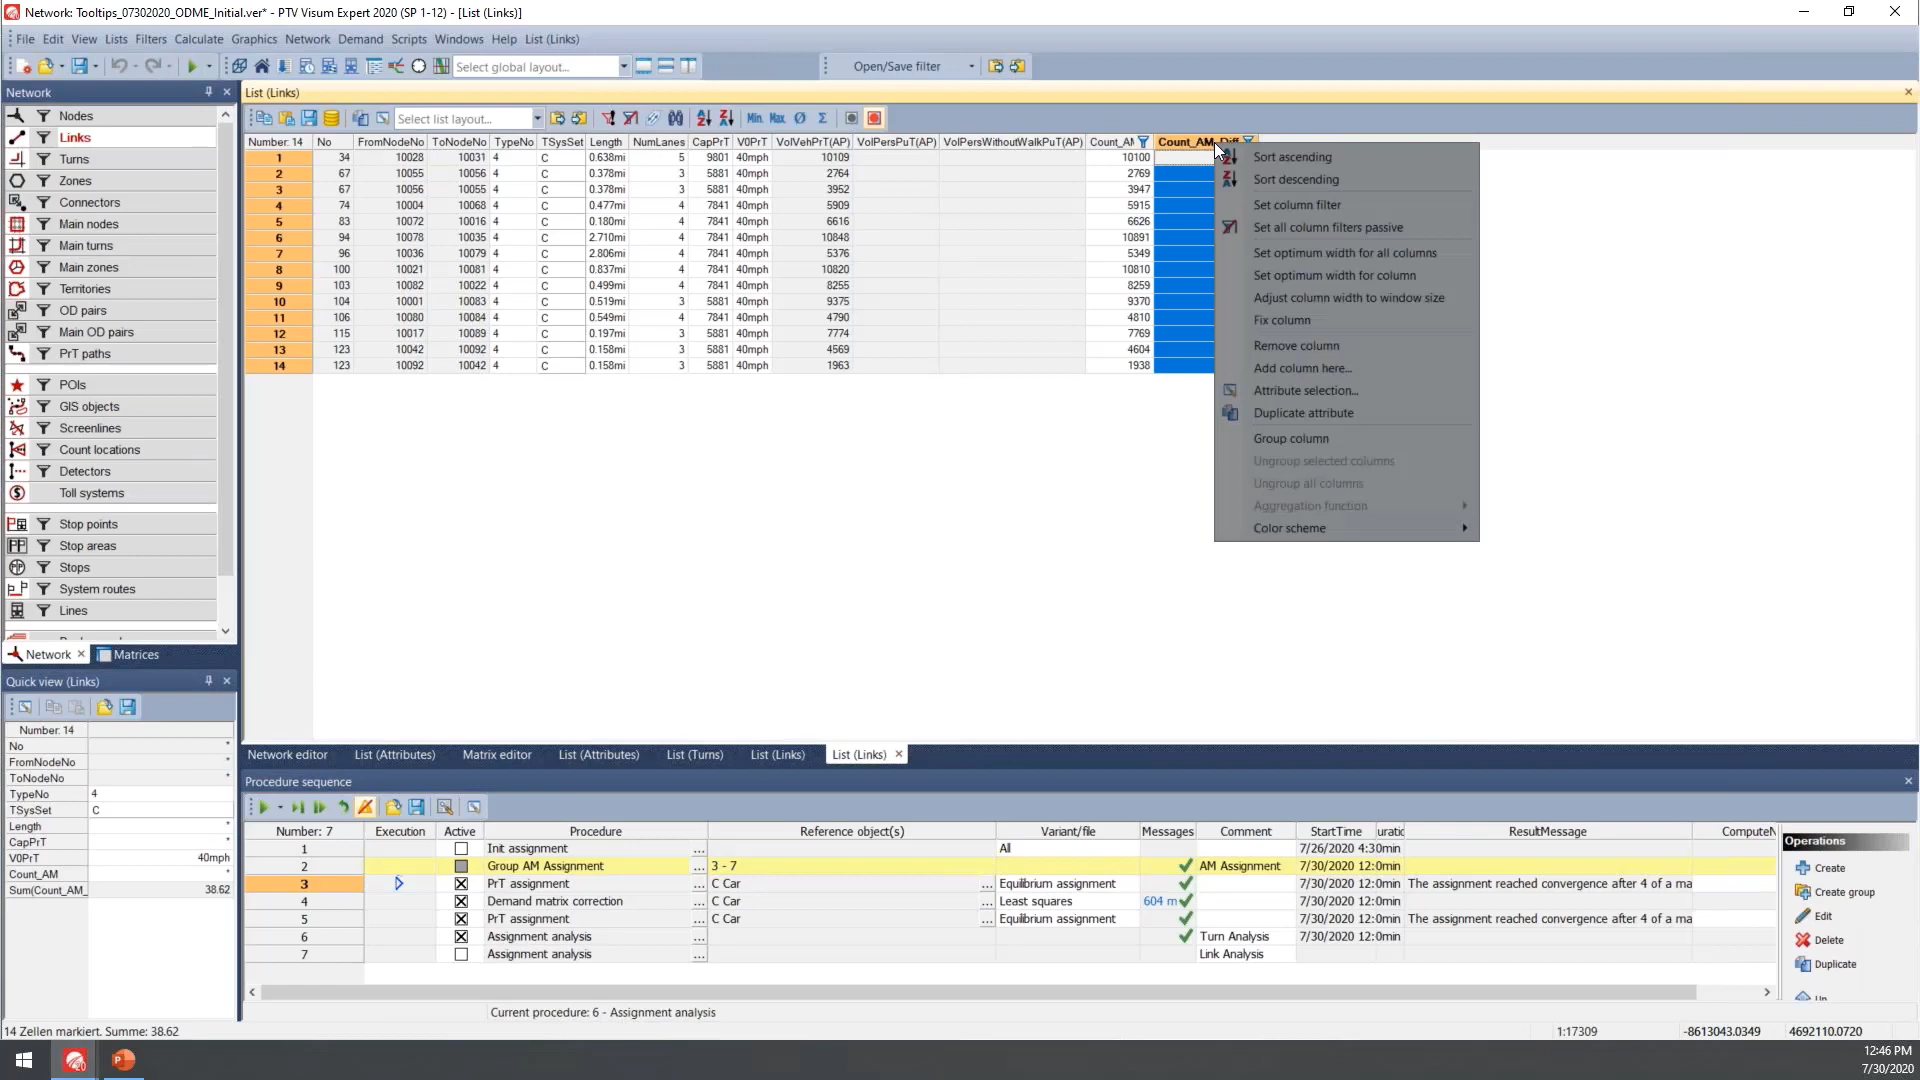 Network: Tooltips_07302020_ODME_Initial.ver* - PTV Visum Expert 2020 (SP 1-12) - [List (Links)]
File Edit View Lists Filters Calculate Graphics Network Demand Scripts Windows Help List (Links)
Select global layout... Open/Save filter
Network
Nodes
Links
Turns
Zones
Connectors
Main nodes
Main turns
Main zones
Territories
OD pairs
Main OD pairs
PrT paths
POIs
GIS objects
Screenlines
Count locations
Detectors
Toll systems
Stop points
Stop areas
Stops
System routes
Lines
Network Matrices
Quick view (Links)
Number: 14
No *
FromNodeNo *
ToNodeNo *
TypeNo 4
TSysSet C
Length *
CapPrT *
V0PrT 40mph
Count_AM *
Sum(Count_AM_ 38.62
List (Links)
Select list layout... Min Max Ø Σ
Number: 14 No FromNodeNo ToNodeNo TypeNo TSysSet Length NumLanes CapPrT V0PrT VolVehPrT(AP) VolPersPuT(AP) VolPersWithoutWalkPuT(AP) Count_AM Count_AM_Diff
1 34 10028 10031 4 C 0.638mi 5 9801 40mph 10109 10100
2 67 10055 10056 4 C 0.378mi 3 5881 40mph 2764 2769
3 67 10056 10055 4 C 0.378mi 3 5881 40mph 3952 3947
4 74 10004 10068 4 C 0.477mi 4 7841 40mph 5909 5915
5 83 10072 10016 4 C 0.180mi 4 7841 40mph 6616 6626
6 94 10078 10035 4 C 2.710mi 4 7841 40mph 10848 10891
7 96 10036 10079 4 C 2.806mi 4 7841 40mph 5376 5349
8 100 10021 10081 4 C 0.837mi 4 7841 40mph 10820 10810
9 103 10082 10022 4 C 0.499mi 4 7841 40mph 8255 8259
10 104 10001 10083 4 C 0.519mi 3 5881 40mph 9375 9370
11 106 10080 10084 4 C 0.549mi 4 7841 40mph 4790 4810
12 115 10017 10089 4 C 0.197mi 3 5881 40mph 7774 7769
13 123 10042 10092 4 C 0.158mi 3 5881 40mph 4569 4604
14 123 10092 10042 4 C 0.158mi 3 5881 40mph 1963 1938
Sort ascending
Sort descending
Set column filter
Set all column filters passive
Set optimum width for all columns
Set optimum width for column
Adjust column width to window size
Fix column
Remove column
Add column here...
Attribute selection...
Duplicate attribute
Group column
Ungroup selected columns
Ungroup all columns
Aggregation function
Color scheme
Network editor List (Attributes) Matrix editor List (Attributes) List (Turns) List (Links) List (Links)
Procedure sequence
Number: 7 Execution Active Procedure Reference object(s) Variant/file Messages Comment StartTime uratic ResultMessage ComputeN
1 Init assignment ... All 7/26/2020 4:30min
2 Group AM Assignment ... 3 - 7 AM Assignment 7/30/2020 12:0min
3 PrT assignment ... C Car ... Equilibrium assignment 7/30/2020 12:0min The assignment reached convergence after 4 of a ma
4 Demand matrix correction ... C Car ... Least squares 604 m 7/30/2020 12:0min
5 PrT assignment ... C Car ... Equilibrium assignment 7/30/2020 12:0min The assignment reached convergence after 4 of a ma
6 Assignment analysis ... Turn Analysis 7/30/2020 12:0min
7 Assignment analysis ... Link Analysis
Operations
Create
Create group
Edit
Delete
Duplicate
Up
Current procedure: 6 - Assignment analysis
14 Zellen markiert. Summe: 38.62 1:17309 -8613043.0349 4692110.0720
12:46 PM
7/30/2020